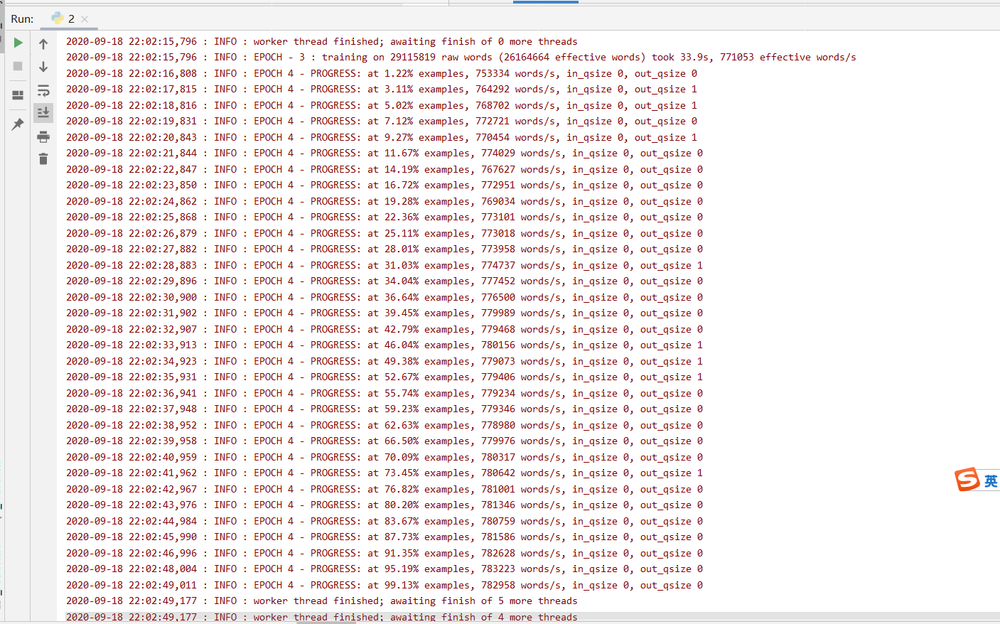 Run: 2
2020-09-18 22:02:15,796 : INFO : worker thread finished; awaiting finish of 0 more threads
2020-09-18 22:02:15,796 : INFO : EPOCH - 3 : training on 29115819 raw words (26164664 effective words) took 33.9s, 771053 effective words/s
2020-09-18 22:02:16,808 : INFO : EPOCH 4 - PROGRESS: at 1.22% examples, 753334 words/s, in_qsize 0, out_qsize 0
2020-09-18 22:02:17,815 : INFO : EPOCH 4 - PROGRESS: at 3.11% examples, 764292 words/s, in_qsize 0, out_qsize 1
2020-09-18 22:02:18,816 : INFO : EPOCH 4 - PROGRESS: at 5.02% examples, 768702 words/s, in_qsize 0, out_qsize 1
2020-09-18 22:02:19,831 : INFO : EPOCH 4 - PROGRESS: at 7.12% examples, 772721 words/s, in_qsize 0, out_qsize 0
2020-09-18 22:02:20,843 : INFO : EPOCH 4 - PROGRESS: at 9.27% examples, 770454 words/s, in_qsize 0, out_qsize 1
2020-09-18 22:02:21,844 : INFO : EPOCH 4 - PROGRESS: at 11.67% examples, 774029 words/s, in_qsize 0, out_qsize 0
2020-09-18 22:02:22,847 : INFO : EPOCH 4 - PROGRESS: at 14.19% examples, 767627 words/s, in_qsize 0, out_qsize 0
2020-09-18 22:02:23,850 : INFO : EPOCH 4 - PROGRESS: at 16.72% examples, 772951 words/s, in_qsize 0, out_qsize 0
2020-09-18 22:02:24,862 : INFO : EPOCH 4 - PROGRESS: at 19.28% examples, 769034 words/s, in_qsize 0, out_qsize 0
2020-09-18 22:02:25,868 : INFO : EPOCH 4 - PROGRESS: at 22.36% examples, 773101 words/s, in_qsize 0, out_qsize 0
2020-09-18 22:02:26,879 : INFO : EPOCH 4 - PROGRESS: at 25.11% examples, 773018 words/s, in_qsize 0, out_qsize 0
2020-09-18 22:02:27,882 : INFO : EPOCH 4 - PROGRESS: at 28.01% examples, 773958 words/s, in_qsize 0, out_qsize 0
2020-09-18 22:02:28,883 : INFO : EPOCH 4 - PROGRESS: at 31.03% examples, 774737 words/s, in_qsize 0, out_qsize 1
2020-09-18 22:02:29,896 : INFO : EPOCH 4 - PROGRESS: at 34.04% examples, 777452 words/s, in_qsize 0, out_qsize 0
2020-09-18 22:02:30,900 : INFO : EPOCH 4 - PROGRESS: at 36.64% examples, 776500 words/s, in_qsize 0, out_qsize 0
2020-09-18 22:02:31,902 : INFO : EPOCH 4 - PROGRESS: at 39.45% examples, 779989 words/s, in_qsize 0, out_qsize 0
2020-09-18 22:02:32,907 : INFO : EPOCH 4 - PROGRESS: at 42.79% examples, 779468 words/s, in_qsize 0, out_qsize 0
2020-09-18 22:02:33,913 : INFO : EPOCH 4 - PROGRESS: at 46.04% examples, 780156 words/s, in_qsize 0, out_qsize 1
2020-09-18 22:02:34,923 : INFO : EPOCH 4 - PROGRESS: at 49.38% examples, 779073 words/s, in_qsize 0, out_qsize 1
2020-09-18 22:02:35,931 : INFO : EPOCH 4 - PROGRESS: at 52.67% examples, 779406 words/s, in_qsize 0, out_qsize 1
2020-09-18 22:02:36,941 : INFO : EPOCH 4 - PROGRESS: at 55.74% examples, 779234 words/s, in_qsize 0, out_qsize 0
2020-09-18 22:02:37,948 : INFO : EPOCH 4 - PROGRESS: at 59.23% examples, 779346 words/s, in_qsize 0, out_qsize 0
2020-09-18 22:02:38,952 : INFO : EPOCH 4 - PROGRESS: at 62.63% examples, 778980 words/s, in_qsize 0, out_qsize 0
2020-09-18 22:02:39,958 : INFO : EPOCH 4 - PROGRESS: at 66.50% examples, 779976 words/s, in_qsize 0, out_qsize 0
2020-09-18 22:02:40,959 : INFO : EPOCH 4 - PROGRESS: at 70.09% examples, 780317 words/s, in_qsize 0, out_qsize 0
2020-09-18 22:02:41,962 : INFO : EPOCH 4 - PROGRESS: at 73.45% examples, 780642 words/s, in_qsize 0, out_qsize 1
2020-09-18 22:02:42,967 : INFO : EPOCH 4 - PROGRESS: at 76.82% examples, 781001 words/s, in_qsize 0, out_qsize 0
2020-09-18 22:02:43,976 : INFO : EPOCH 4 - PROGRESS: at 80.20% examples, 781346 words/s, in_qsize 0, out_qsize 0
2020-09-18 22:02:44,984 : INFO : EPOCH 4 - PROGRESS: at 83.67% examples, 780759 words/s, in_qsize 0, out_qsize 0
2020-09-18 22:02:45,990 : INFO : EPOCH 4 - PROGRESS: at 87.73% examples, 781586 words/s, in_qsize 0, out_qsize 0
2020-09-18 22:02:46,996 : INFO : EPOCH 4 - PROGRESS: at 91.35% examples, 782628 words/s, in_qsize 0, out_qsize 0
2020-09-18 22:02:48,004 : INFO : EPOCH 4 - PROGRESS: at 95.19% examples, 783223 words/s, in_qsize 0, out_qsize 0
2020-09-18 22:02:49,011 : INFO : EPOCH 4 - PROGRESS: at 99.13% examples, 782958 words/s, in_qsize 0, out_qsize 0
2020-09-18 22:02:49,177 : INFO : worker thread finished; awaiting finish of 5 more threads
2020-09-18 22:02:49,177 : INFO : worker thread finished; awaiting finish of 4 more threads
S 英